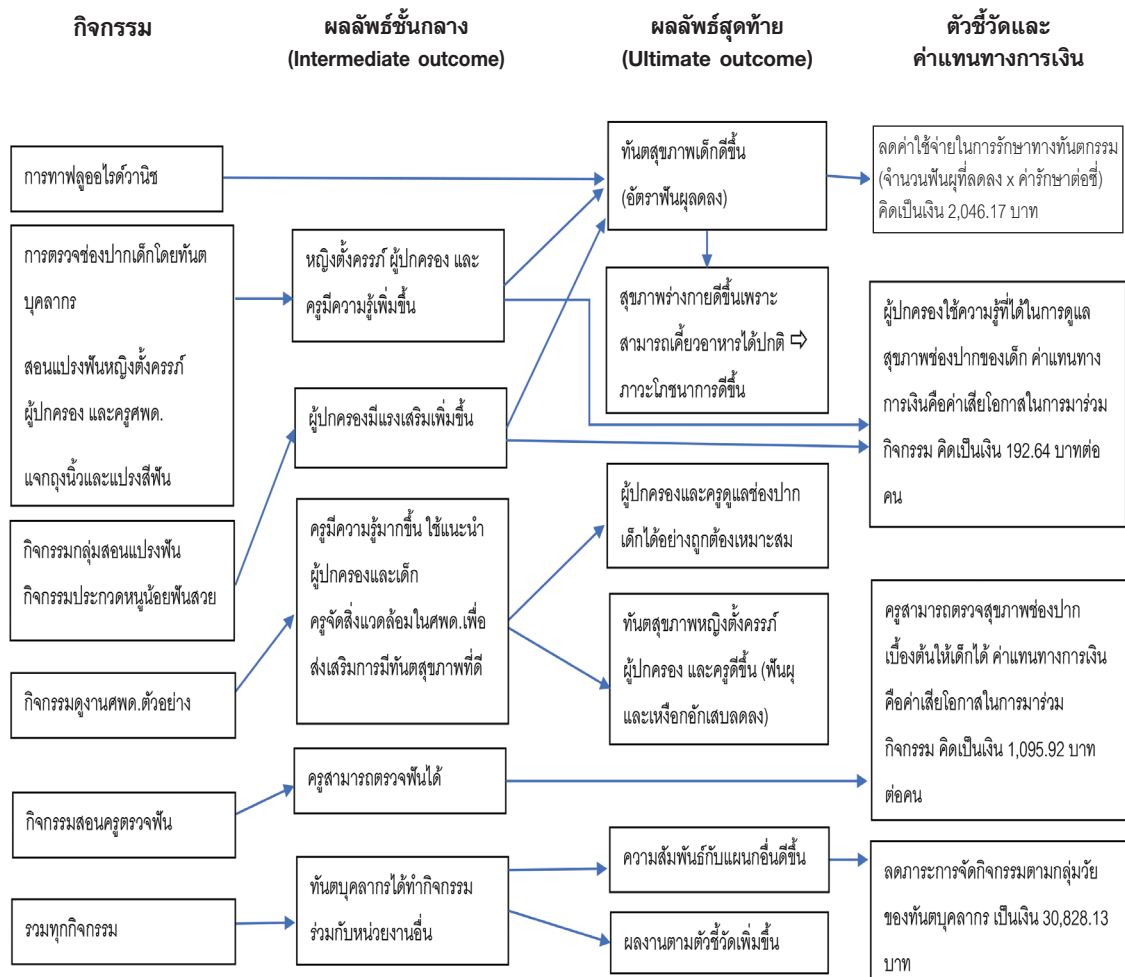 กิจกรรม
ผลลัพธ์ชั้นกลาง
(Intermediate outcome)
ผลลัพธ์สุดท้าย
(Ultimate outcome)
ตัวชี้วัดและ
ค่าแทนทางการเงิน
การทาฟลูออไรด์วานิช
การตรวจช่องปากเด็กโดยทันต
บุคลากร
สอนแปรงฟันหญิงตั้งครรภ์
ผู้ปกครอง และครูศพด.
แจกถุงนิ้วและแปรงสีฟัน
กิจกรรมกลุ่มสอนแปรงฟัน
กิจกรรมประกวดหนูน้อยฟันสวย
กิจกรรมดูงานศพด.ตัวอย่าง
กิจกรรมสอนครูตรวจฟัน
รวมทุกกิจกรรม
หญิงตั้งครรภ์ ผู้ปกครอง และ
ครูมีความรู้เพิ่มขึ้น
ผู้ปกครองมีแรงเสริมเพิ่มขึ้น
ครูมีความรู้มากขึ้น ใช้แนะนำ
ผู้ปกครองและเด็ก
ครูจัดสิ่งแวดล้อมในศพด.เพื่อ
ส่งเสริมการมีทันตสุขภาพที่ดี
ครูสามารถตรวจฟันได้
ทันตบุคลากรได้ทำกิจกรรม
ร่วมกับหน่วยงานอื่น
ทันตสุขภาพเด็กดีขึ้น
(อัตราฟันผุลดลง)
สุขภาพร่างกายดีขึ้นเพราะ
สามารถเคี้ยวอาหารได้ปกติ ⇨
ภาวะโภชนาการดีขึ้น
ผู้ปกครองและครูดูแลช่องปาก
เด็กได้อย่างถูกต้องเหมาะสม
ทันตสุขภาพหญิงตั้งครรภ์
ผู้ปกครอง และครูดีขึ้น (ฟันผุ
และเหงือกอักเสบลดลง)
ความสัมพันธ์กับแผนกอื่นดีขึ้น
ผลงานตามตัวชี้วัดเพิ่มขึ้น
ลดค่าใช้จ่ายในการรักษาทางทันตกรรม
(จำนวนฟันผุที่ลดลง x ค่ารักษาต่อซี่)
คิดเป็นเงิน 2,046.17 บาท
ผู้ปกครองใช้ความรู้ที่ได้ในการดูแล
สุขภาพช่องปากของเด็ก ค่าแทนทาง
การเงินคือค่าเสียโอกาสในการมาร่วม
กิจกรรม คิดเป็นเงิน 192.64 บาทต่อ
คน
ครูสามารถตรวจสุขภาพช่องปาก
เบื้องต้นให้เด็กได้ ค่าแทนทางการเงิน
คือค่าเสียโอกาสในการมาร่วม
กิจกรรม คิดเป็นเงิน 1,095.92 บาท
ต่อคน
ลดภาระการจัดกิจกรรมตามกลุ่มวัย
ของทันตบุคลากร เป็นเงิน 30,828.13
บาท